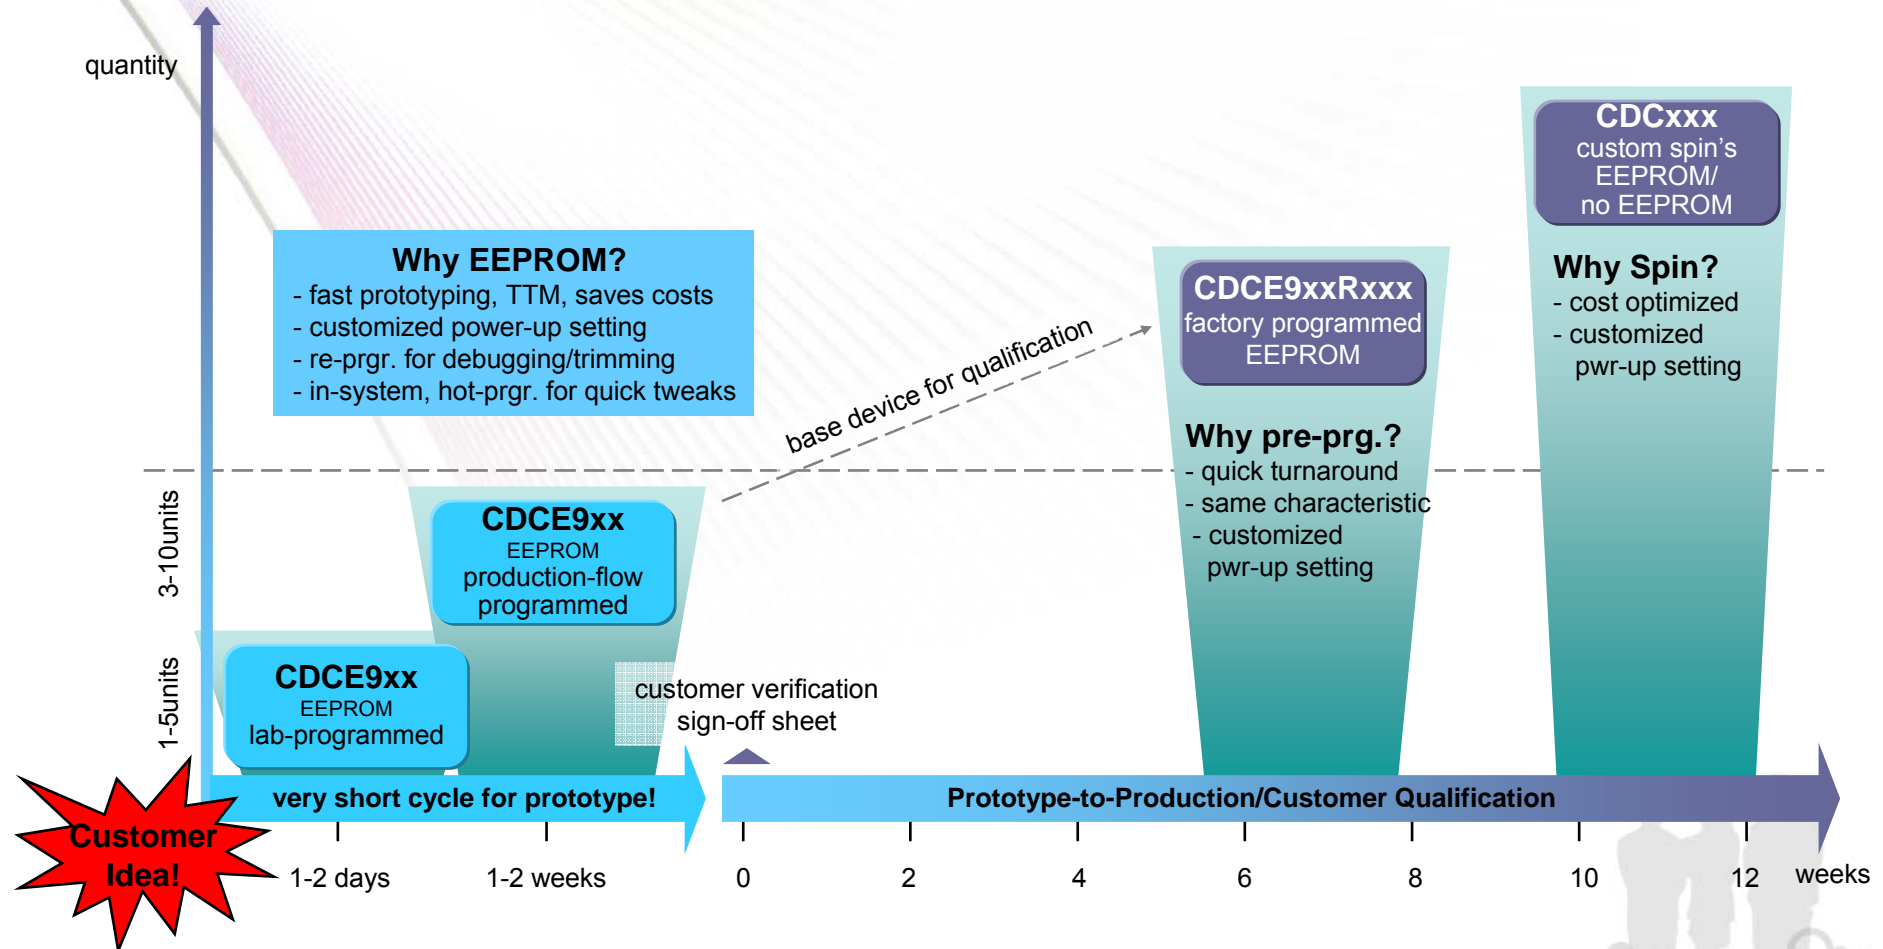 quantity
CDCxxx
custom spin's
EEPROM/
no EEPROM
Why EEPROM?
- fast prototyping, TTM, saves costs
- customized power-up setting
- re-prgr. for debugging/trimming
- in-system, hot-prgr. for quick tweaks
CDCE9xxRxxx
factory programmed
EEPROM
Why Spin?
- cost optimized
- customized
pwr-up setting
base device for qualification
Why pre-prg.?
- quick turnaround
- same characteristic
- customized
pwr-up setting
3-10units
CDCE9xx
EEPROM
production-flow
programmed
1-5units
CDCE9xx
EEPROM
lab-programmed
customer verification
sign-off sheet
very short cycle for prototype!
Prototype-to-Production/Customer Qualification
Customer
Idea!
1-2 days
1-2 weeks
0
2
4
6
8
10
12
weeks